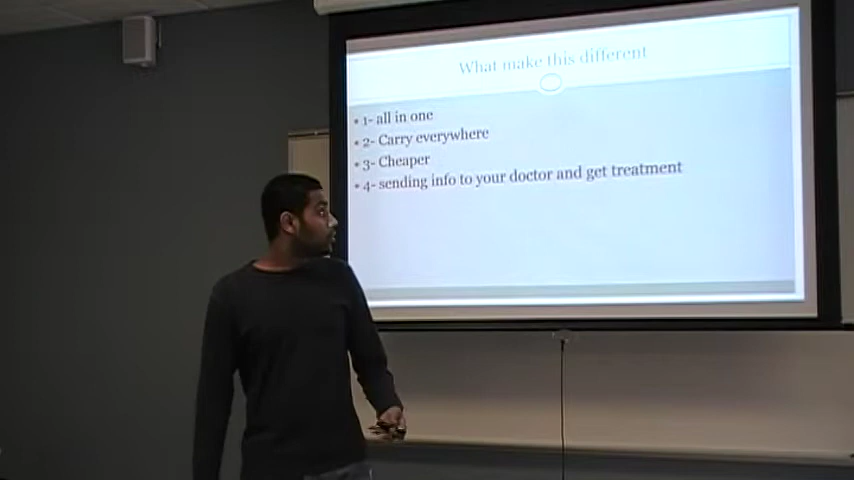 What make this different
• 1- all in one
• 2- Carry everywhere
• 3- Cheaper
• 4- sending info to your doctor and get treatment